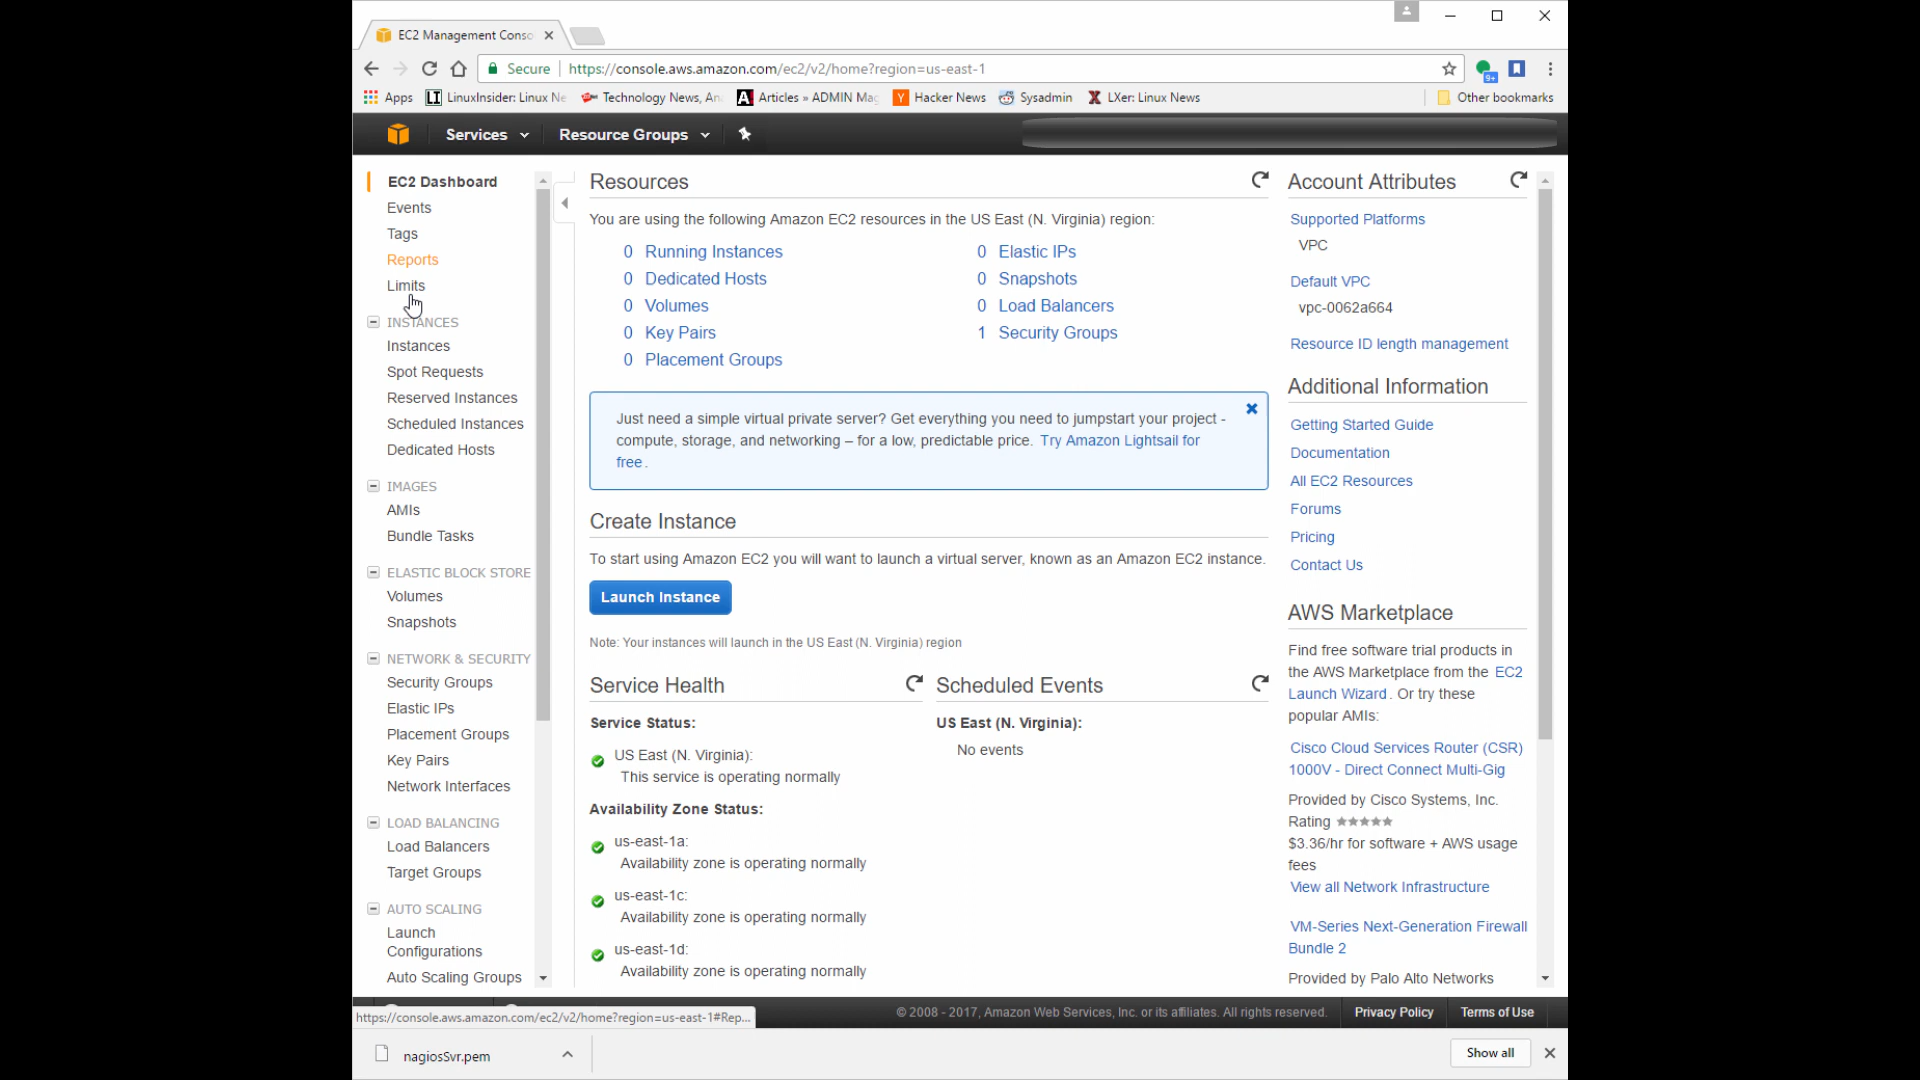 EC2 Management Conso
Secure
https://console.aws.amazon.com/ec2/v2/home?region=us-east-1
9+
Apps
LinuxInsider: Linux Ne
Technology News, An
Articles » ADMIN Mag
Hacker News
Sysadmin
LXer: Linux News
Other bookmarks
Services
Resource Groups
EC2 Dashboard
Events
Tags
Reports
Limits
INSTANCES
Instances
Spot Requests
Reserved Instances
Scheduled Instances
Dedicated Hosts
IMAGES
AMIs
Bundle Tasks
ELASTIC BLOCK STORE
Volumes
Snapshots
NETWORK & SECURITY
Security Groups
Elastic IPs
Placement Groups
Key Pairs
Network Interfaces
LOAD BALANCING
Load Balancers
Target Groups
AUTO SCALING
Launch
Configurations
Auto Scaling Groups
Resources
You are using the following Amazon EC2 resources in the US East (N. Virginia) region:
0 Running Instances
0 Elastic IPs
0 Dedicated Hosts
0 Snapshots
0 Volumes
0 Load Balancers
0 Key Pairs
1 Security Groups
0 Placement Groups
Just need a simple virtual private server? Get everything you need to jumpstart your project -
compute, storage, and networking – for a low, predictable price. Try Amazon Lightsail for
free.
Create Instance
To start using Amazon EC2 you will want to launch a virtual server, known as an Amazon EC2 instance.
Launch Instance
Note: Your instances will launch in the US East (N. Virginia) region
Service Health
Service Status:
US East (N. Virginia):
This service is operating normally
Availability Zone Status:
us-east-1a:
Availability zone is operating normally
us-east-1c:
Availability zone is operating normally
us-east-1d:
Availability zone is operating normally
Scheduled Events
US East (N. Virginia):
No events
Account Attributes
Supported Platforms
VPC
Default VPC
vpc-0062a664
Resource ID length management
Additional Information
Getting Started Guide
Documentation
All EC2 Resources
Forums
Pricing
Contact Us
AWS Marketplace
Find free software trial products in
the AWS Marketplace from the EC2
Launch Wizard. Or try these
popular AMIs:
Cisco Cloud Services Router (CSR)
1000V - Direct Connect Multi-Gig
Provided by Cisco Systems, Inc.
Rating ★★★★★
$3.36/hr for software + AWS usage
fees
View all Network Infrastructure
VM-Series Next-Generation Firewall
Bundle 2
Provided by Palo Alto Networks
https://console.aws.amazon.com/ec2/v2/home?region=us-east-1#Rep...
© 2008 - 2017, Amazon Web Services, Inc. or its affiliates. All rights reserved.
Privacy Policy
Terms of Use
nagiosSvr.pem
Show all